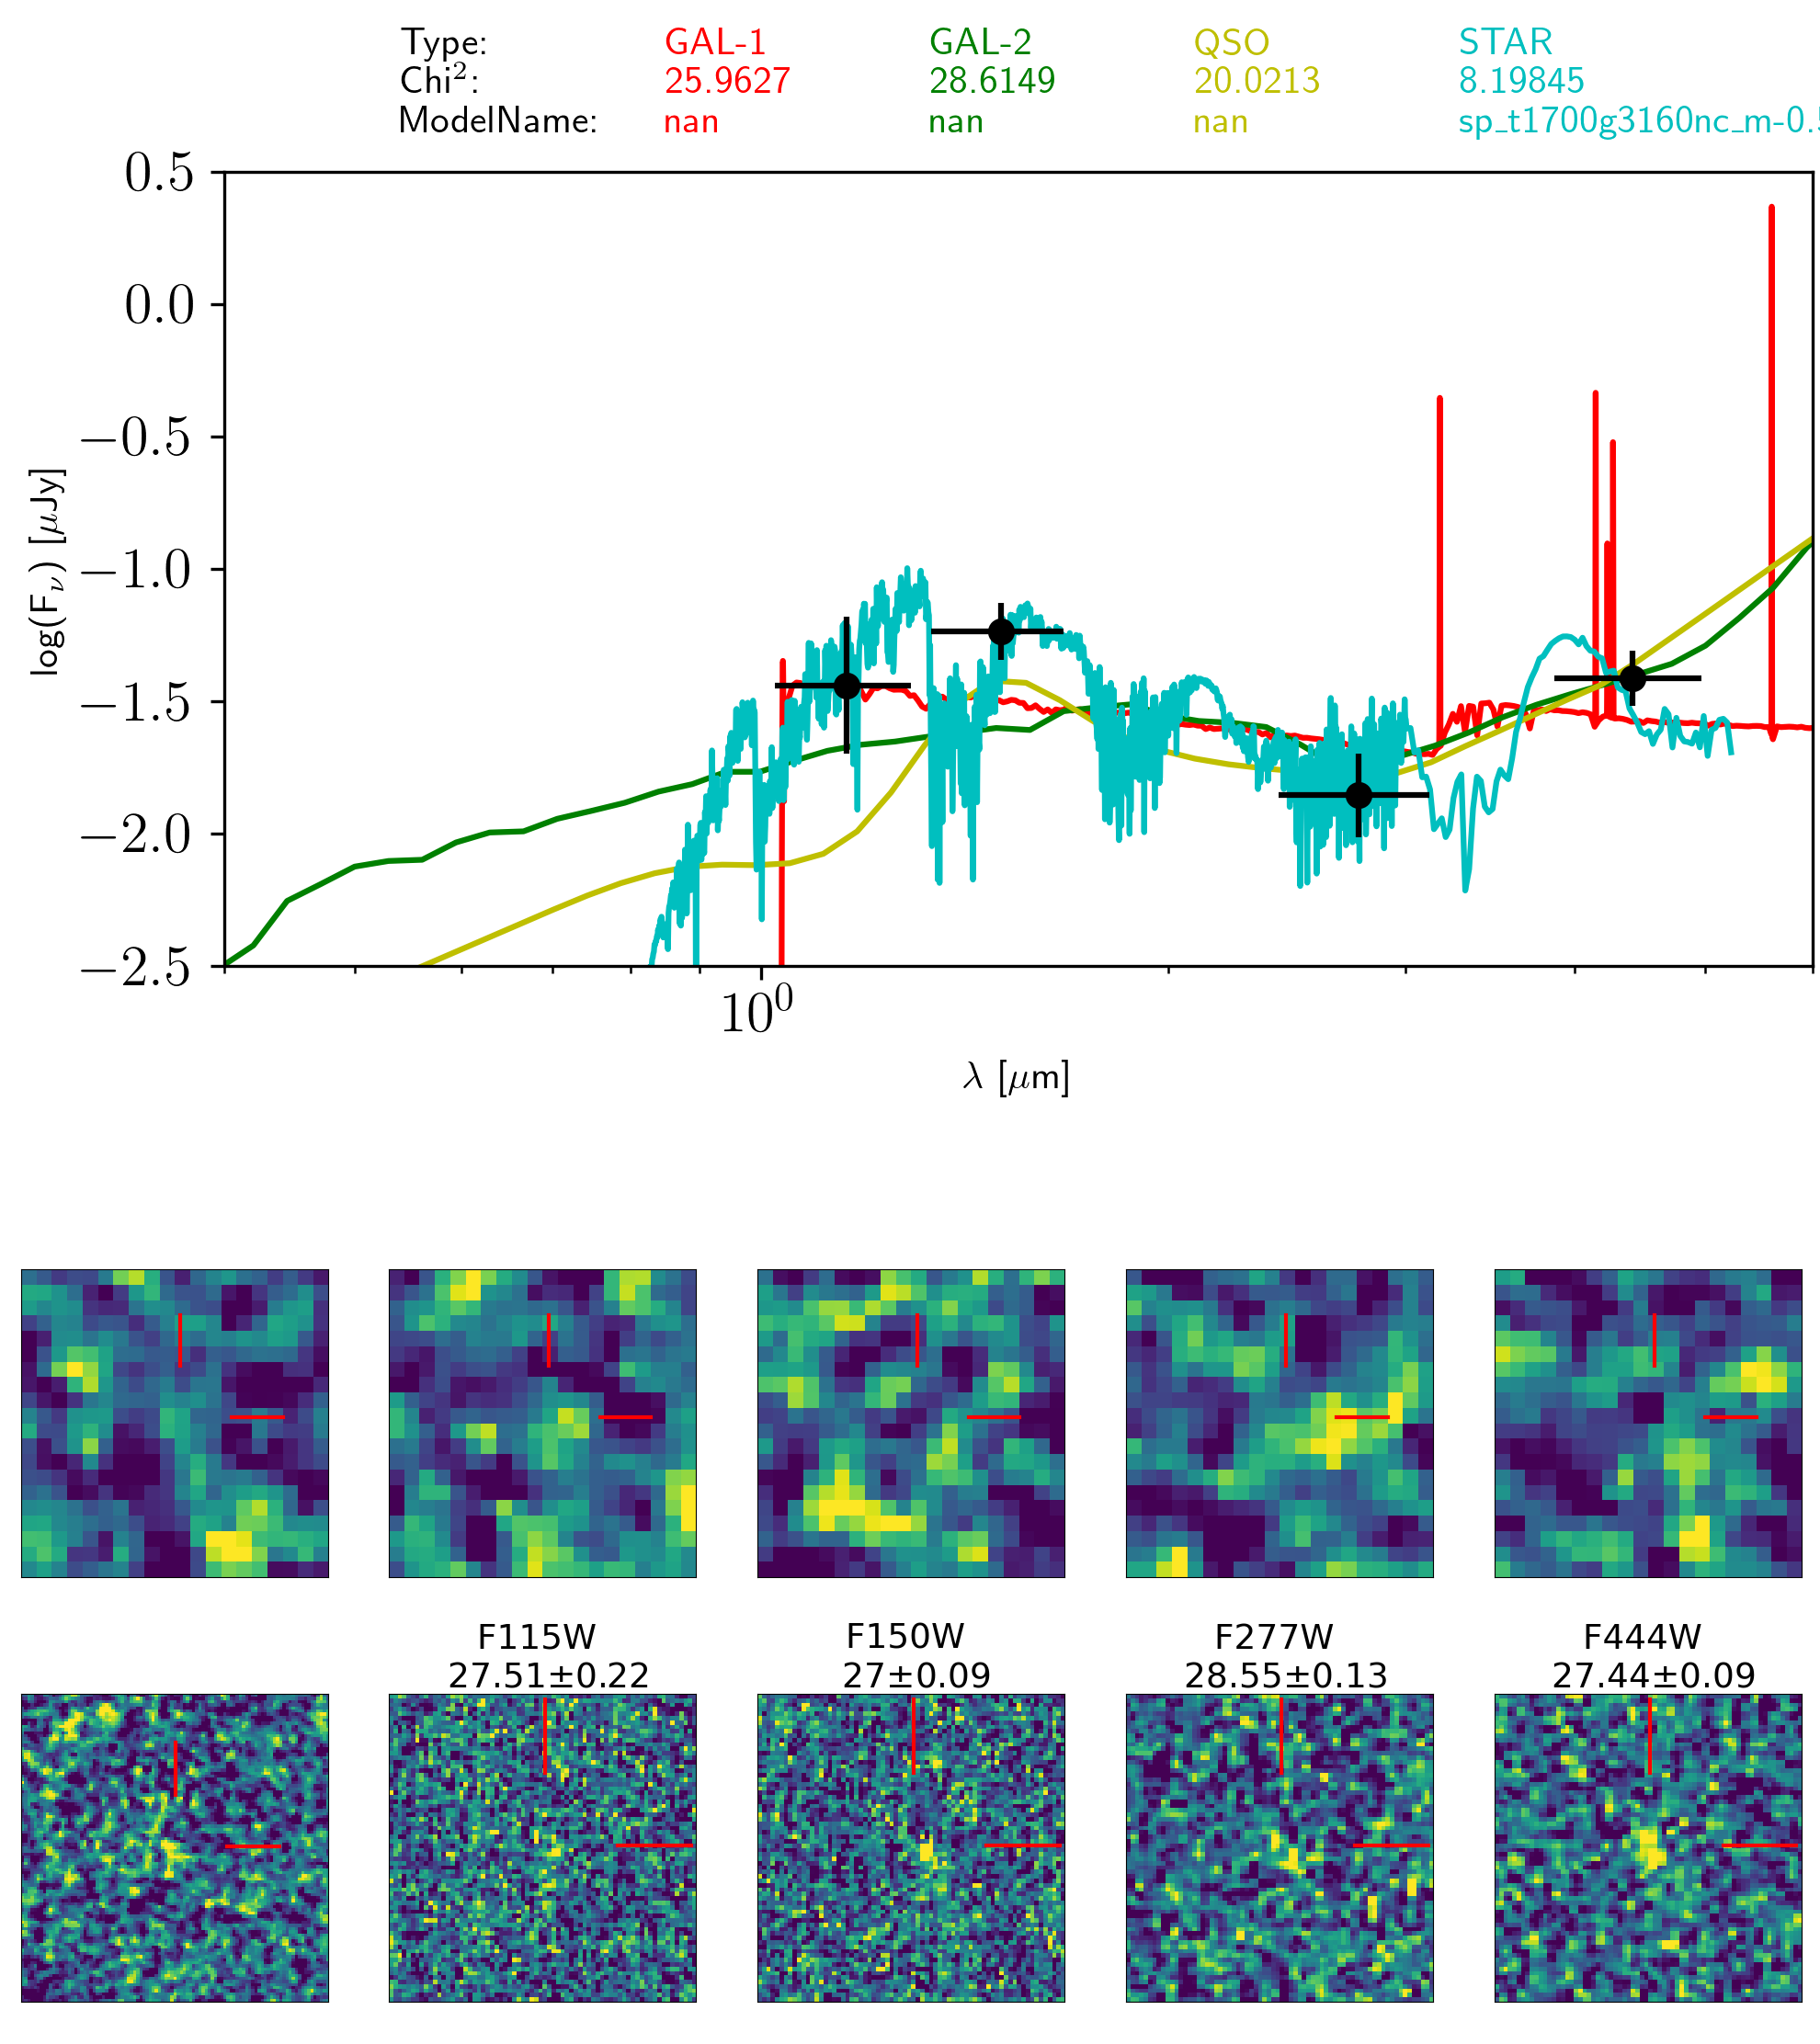 Type: GAL-1 GAL-2 QSO STAR
Chi²: 25.9627 28.6149 20.0213 8.19845
ModelName: nan nan nan sp_t1700g3160nc_m-0.5
0.5
0.0
−0.5
−1.0
−1.5
−2.0
−2.5
log(Fν) [μJy]
10⁰
λ [μm]
F115W F150W F277W F444W
27.51±0.22 27±0.09 28.55±0.13 27.44±0.09